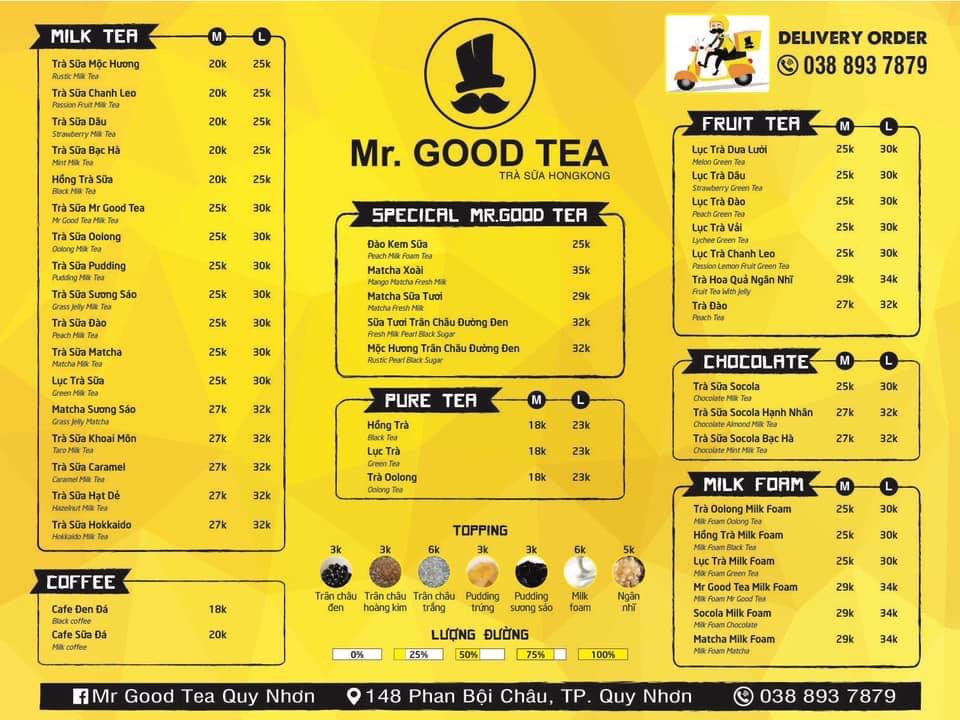 MILK TEA M L
Trà Sữa Mộc Hương 20k 25k
Rustic Milk Tea
Trà Sữa Chanh Leo 20k 25k
Passion Fruit Milk Tea
Trà Sữa Dâu 20k 25k
Strawberry Milk Tea
Trà Sữa Bạc Hà 20k 25k
Mint Milk Tea
Hồng Trà Sữa 20k 25k
Black Milk Tea
Trà Sữa Mr Good Tea 25k 30k
Mr Good Tea Milk Tea
Trà Sữa Oolong 25k 30k
Oolong Milk Tea
Trà Sữa Pudding 25k 30k
Pudding Milk Tea
Trà Sữa Sương Sáo 25k 30k
Grass Jelly Milk Tea
Trà Sữa Đào 25k 30k
Peach Milk Tea
Trà Sữa Matcha 25k 30k
Matcha Milk Tea
Lục Trà Sữa 25k 30k
Green Milk Tea
Matcha Sương Sáo 27k 32k
Grass Jelly Matcha
Trà Sữa Khoai Môn 27k 32k
Taro Milk Tea
Trà Sữa Caramel 27k 32k
Caramel Milk Tea
Trà Sữa Hạt Dẻ 27k 32k
Hazelnut Milk Tea
Trà Sữa Hokkaido 27k 32k
Hokkaido Milk Tea
COFFEE
Cafe Đen Đá 18k
Black coffee
Cafe Sữa Đá 20k
Milk coffee
Mr. GOOD TEA
TRÀ SỮA HONGKONG
SPECICAL MR.GOOD TEA
Đào Kem Sữa 25k
Peach Milk Foam Tea
Matcha Xoài 35k
Mango Matcha Fresh Milk
Matcha Sữa Tươi 29k
Matcha Fresh Milk
Sữa Tươi Trân Châu Đường Đen 32k
Fresh Milk Pearl Black Sugar
Mộc Hương Trân Châu Đường Đen 32k
Rustic Pearl Black Sugar
PURE TEA M L
Hồng Trà 18k 23k
Black Tea
Lục Trà 18k 23k
Green Tea
Trà Oolong 18k 23k
Oolong Tea
TOPPING
3k 3k 6k 3k 3k 6k 5k
Trân châu Trân châu Trân châu Pudding Pudding Milk Ngân
đen hoàng kim trắng trứng sương sáo foam nhĩ
LƯỢNG ĐƯỜNG
0% 25% 50% 75% 100%
DELIVERY ORDER
038 893 7879
FRUIT TEA M L
Lục Trà Dưa Lưới 25k 30k
Melon Green Tea
Lục Trà Dâu 25k 30k
Strawberry Green Tea
Lục Trà Đào 25k 30k
Peach Green Tea
Lục Trà Vải 25k 30k
Lychee Green Tea
Lục Trà Chanh Leo 25k 30k
Passion Lemon Fruit Green Tea
Trà Hoa Quả Ngân Nhĩ 29k 34k
Fruit Tea With Jelly
Trà Đào 27k 32k
Peach Tea
CHOCOLATE M L
Trà Sữa Socola 25k 30k
Chocolate Milk Tea
Trà Sữa Socola Hạnh Nhân 27k 32k
Chocolate Almond Milk Tea
Trà Sữa Socola Bạc Hà 27k 32k
Chocolate Mint Milk Tea
MILK FOAM M L
Trà Oolong Milk Foam 25k 30k
Milk Foam Oolong Tea
Hồng Trà Milk Foam 25k 30k
Milk Foam Black Tea
Lục Trà Milk Foam 25k 30k
Milk Foam Green Tea
Mr Good Tea Milk Foam 29k 34k
Milk Foam Mr Good Tea
Socola Milk Foam 29k 34k
Milk Foam Chocolate
Matcha Milk Foam 29k 34k
Milk Foam Matcha
Mr Good Tea Quy Nhơn 148 Phan Bội Châu, TP. Quy Nhơn 038 893 7879